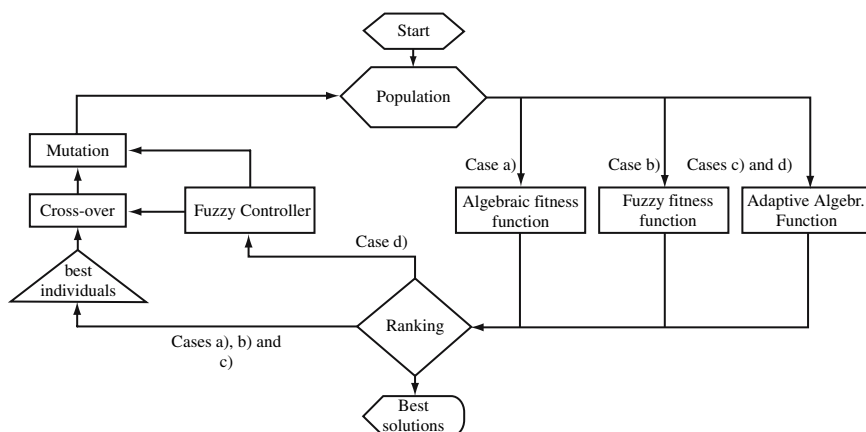 Start
Population
Mutation
Case a)
Case b)
Cases c) and d)
Cross-over
Fuzzy Controller
Algebraic fitness
function
Fuzzy fitness
function
Adaptive Algebr.
Function
Case d)
best
individuals
Ranking
Cases a), b) and
c)
Best
solutions